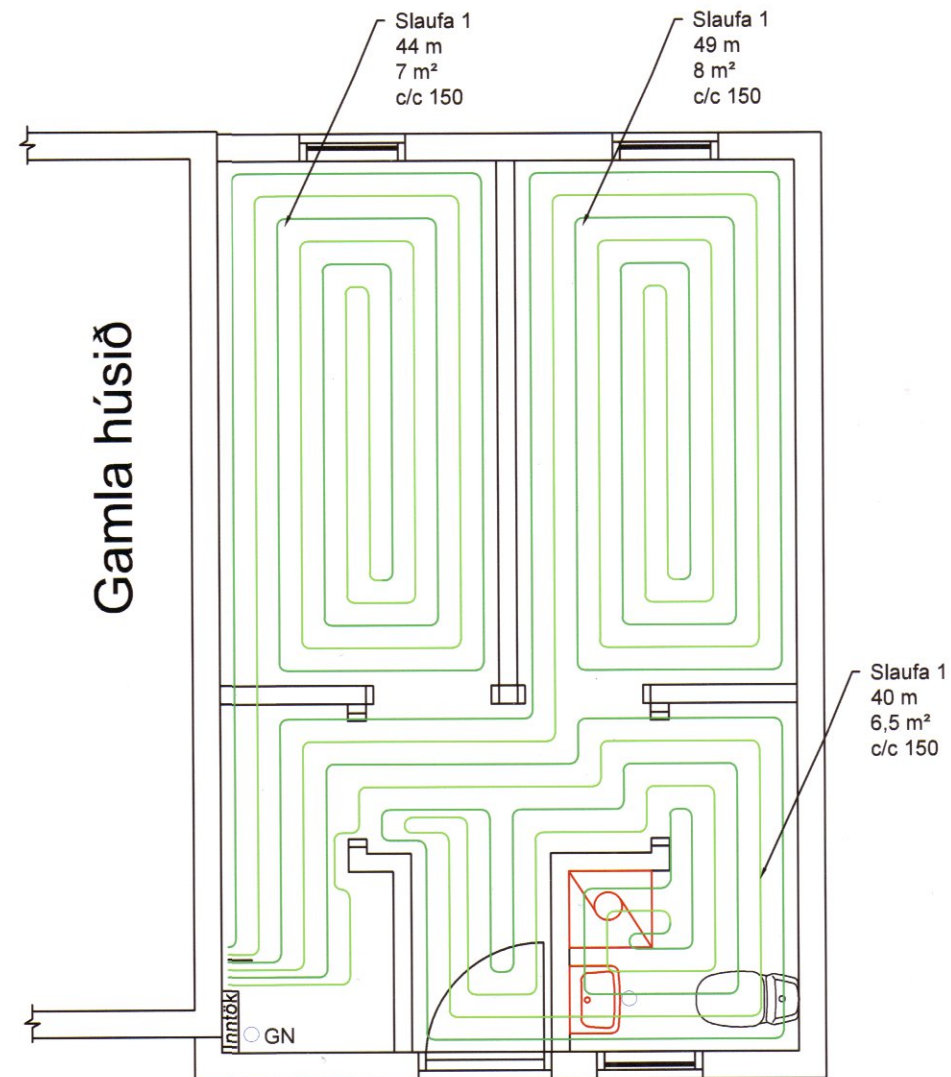 Slaufa 1
44 m
7 m²
c/c 150
Slaufa 1
49 m
8 m²
c/c 150
Gamla húsið
Slaufa 1
40 m
6,5 m²
c/c 150
Inntök
GN